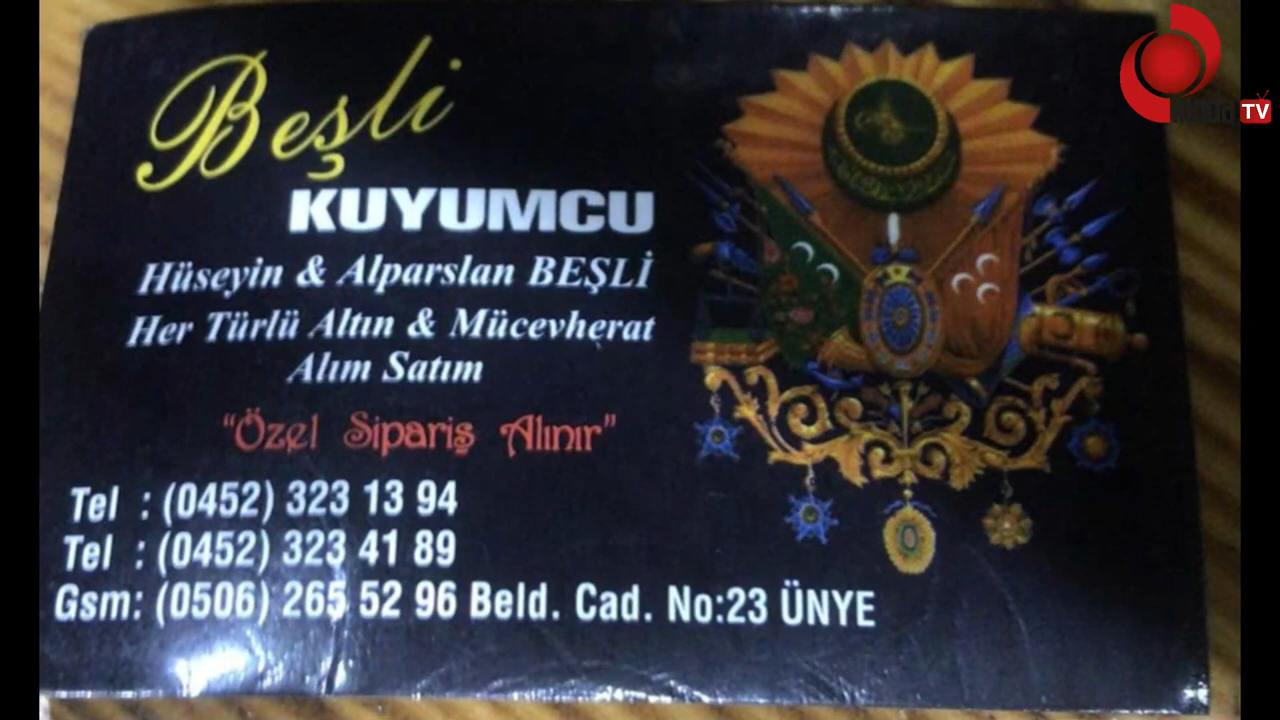 Beşli
KUYUMCU
Hüseyin & Alparslan BEŞLİ
Her Türlü Altın & Mücevherat
Alım Satım
“Özel Sipariş Alınır”
Tel : (0452) 323 13 94
Tel : (0452) 323 41 89
Gsm: (0506) 265 52 96 Beld. Cad. No:23 ÜNYE
TV